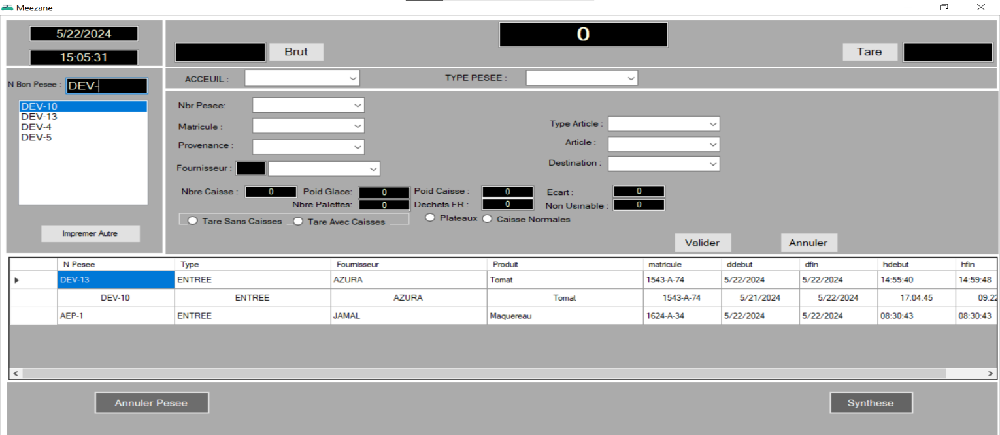 Meezane
5/22/2024
15:05:31
0
Brut
Tare
N Bon Pesee :
DEV-
DEV-10
DEV-13
DEV-4
DEV-5
Impremer Autre
ACCEUIL :
TYPE PESEE :
Nbr Pesee:
Matricule :
Provenance :
Fournisseur :
Type Article :
Article :
Destination :
Nbre Caisse : 0 Poid Glace: 0 Poid Caisse : 0 Ecart : 0
Nbre Palettes: 0 Dechets FR : 0 Non Usinable : 0
Tare Sans Caisses Tare Avec Caisses Plateaux Caisse Normales
Valider Annuler
N Pesee Type Fournisseur Produit matricule ddebut dfin hdebut hfin
DEV-13 ENTREE AZURA Tomat 1543-A-74 5/22/2024 5/22/2024 14:55:40 14:59:48
DEV-10 ENTREE AZURA Tomat 1543-A-74 5/21/2024 5/22/2024 17:04:45 09:22
AEP-1 ENTREE JAMAL Maquereau 1624-A-34 5/22/2024 5/22/2024 08:30:43 08:30:43
Annuler Pesee Synthese